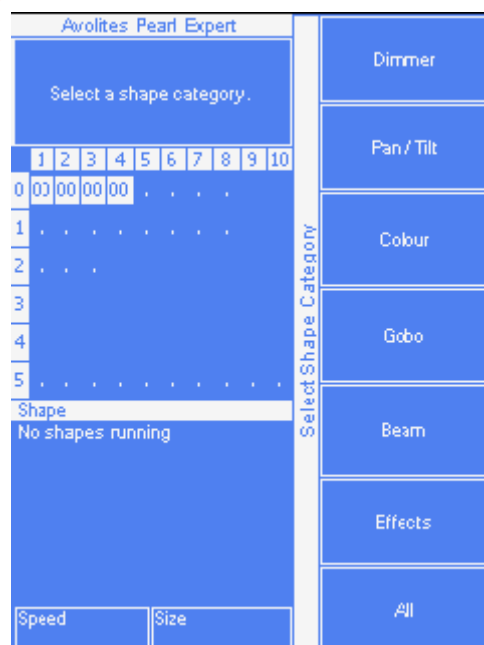 Avolites Pearl Expert
Select a shape category.
1 2 3 4 5 6 7 8 9 10
0 00 00 00 00 . . . .
1 . . . . . . . .
2 . . .
3
4
5 . . . . . . . . . .
Shape
No shapes running
Speed
Size
Select Shape Category
Dimmer
Pan / Tilt
Colour
Gobo
Beam
Effects
All